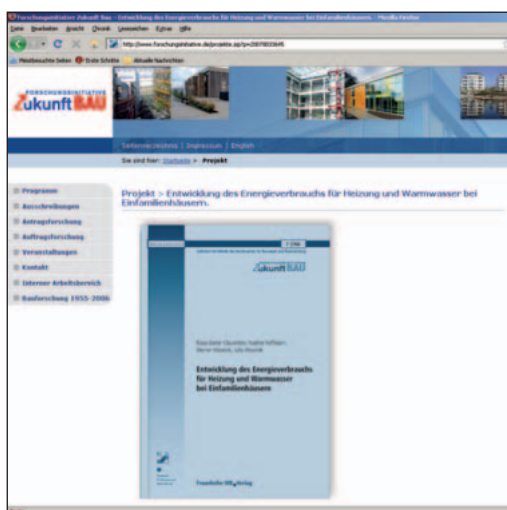 Forschungsinitiative Zukunft Bau - Entwicklung des Energieverbrauchs für Heizung und Warmwasser bei Einfamilienhäusern. - Mozilla Firefox
Datei Bearbeiten Ansicht Chronik Lesezeichen Extras Hilfe
Meistbesuchte Seiten Erste Schritte Aktuelle Nachrichten
FORSCHUNGSINITIATIVE
Zukunft BAU
Seitenverzeichnis | Impressum | English
Sie sind hier: Startseite > Projekt
Programm
Ausschreibungen
Antragsforschung
Auftragsforschung
Veranstaltungen
Kontakt
Interner Arbeitsbereich
Bauforschung 1955-2006
Projekt > Entwicklung des Energieverbrauchs für Heizung und Warmwasser bei
Einfamilienhäusern.
Zukunft BAU
Entwicklung des Energieverbrauchs
für Heizung und Warmwasser
bei Einfamilienhäusern
Fraunhofer IRB Verlag